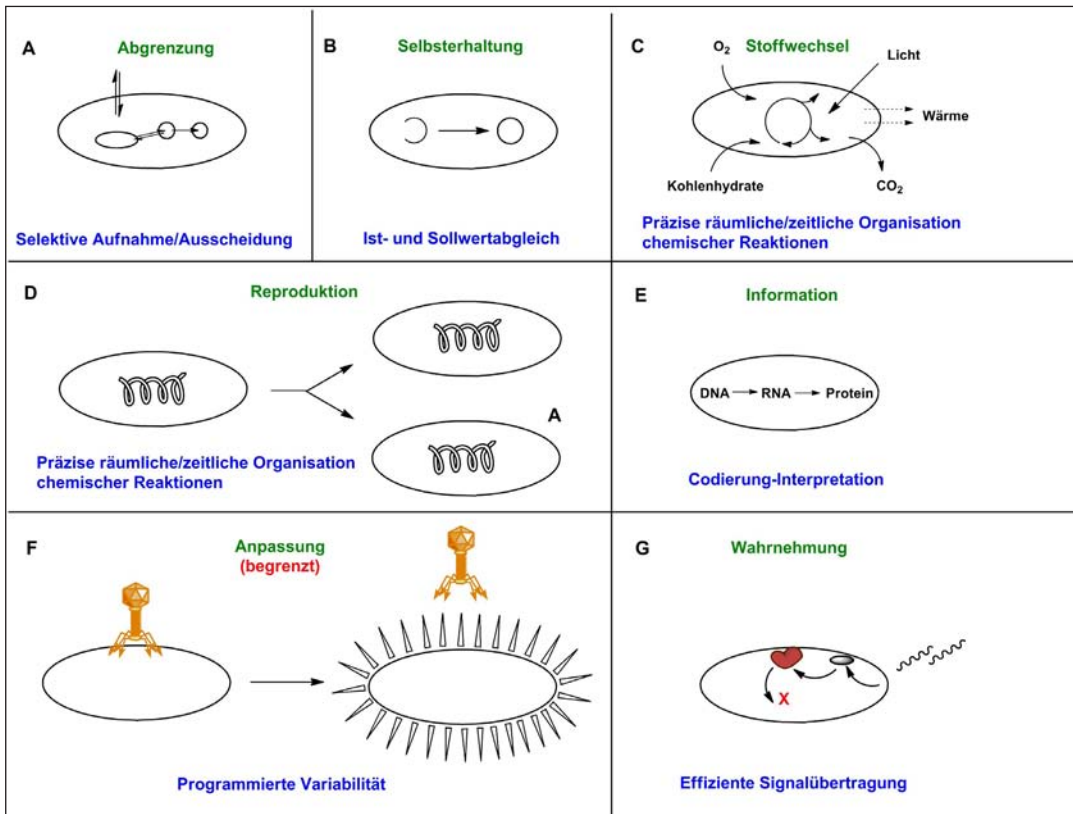 A
Abgrenzung
Selektive Aufnahme/Ausscheidung
B
Selbsterhaltung
Ist- und Sollwertabgleich
C
Stoffwechsel
O₂
Licht
Wärme
Kohlenhydrate
CO₂
Präzise räumliche/zeitliche Organisation
chemischer Reaktionen
D
Reproduktion
A
Präzise räumliche/zeitliche Organisation
chemischer Reaktionen
E
Information
DNA RNA Protein
Codierung-Interpretation
F
Anpassung
(begrenzt)
Programmierte Variabilität
G
Wahrnehmung
X
Effiziente Signalübertragung